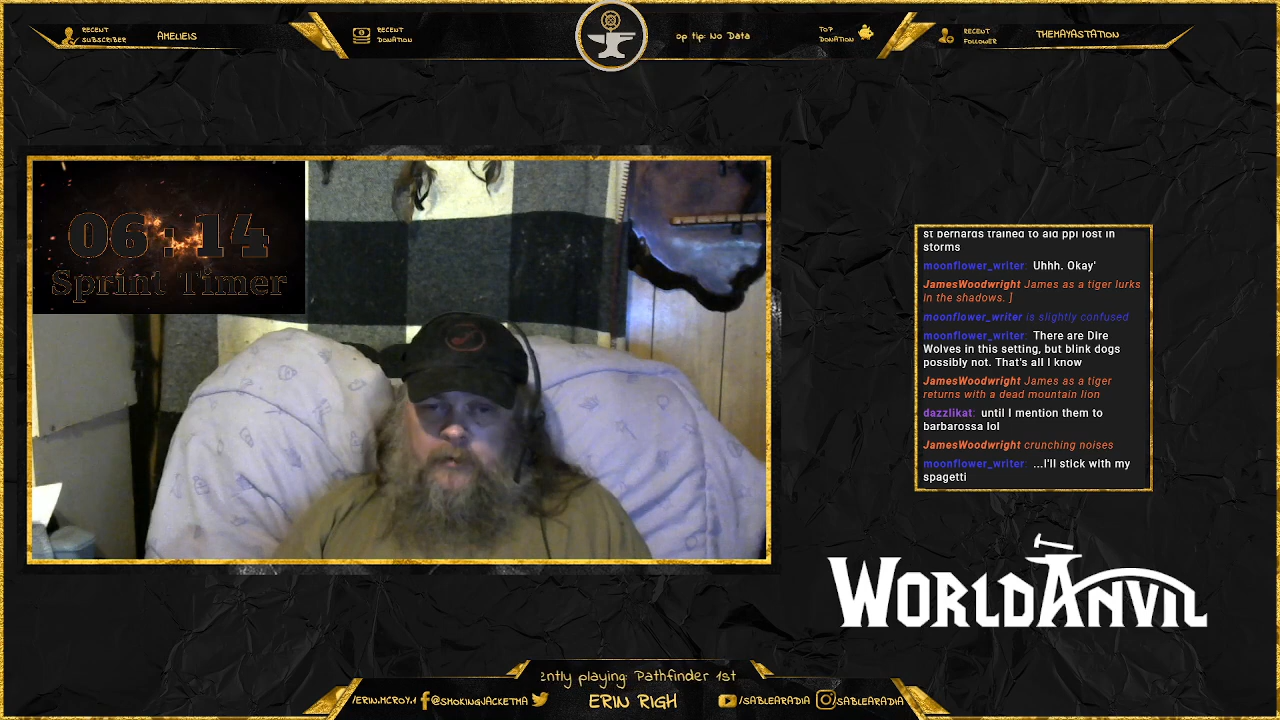 RECENT
SUBSCRIBER
AMELIEIS
RECENT
DONATION
op tip: No Data
TOP
DONATION
RECENT
FOLLOWER
THEMAYASTATION
06:14
Sprint Timer
st bernards trained to aid ppl lost in
storms
moonflower_writer: Uhhh. Okay'
JamesWoodwright James as a tiger lurks
in the shadows. ]
moonflower_writer is slightly confused
moonflower_writer: There are Dire
Wolves in this setting, but blink dogs
possibly not. That's all I know
JamesWoodwright James as a tiger
returns with a dead mountain lion
dazzlikat: until I mention them to
barbarossa lol
JamesWoodwright crunching noises
moonflower_writer: ...I'll stick with my
spagetti
WORLDANVIL
ently playing: Pathfinder 1st
/ERIN.MCROY.1
@SMOKINGJACKETMA
ERIN RIGH
/SABLEARADIA
/SABLEARADIA